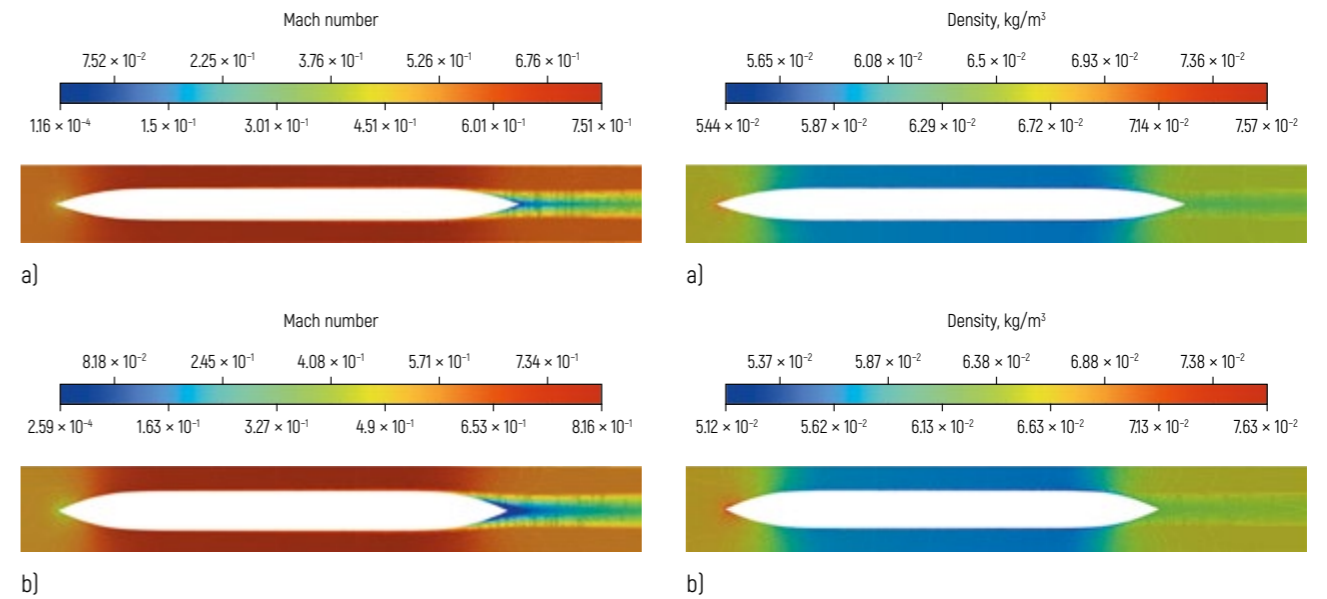 Mach number
7.52 × 10⁻² 2.25 × 10⁻¹ 3.76 × 10⁻¹ 5.26 × 10⁻¹ 6.76 × 10⁻¹
1.16 × 10⁻⁴ 1.5 × 10⁻¹ 3.01 × 10⁻¹ 4.51 × 10⁻¹ 6.01 × 10⁻¹ 7.51 × 10⁻¹
a)
Density, kg/m³
5.65 × 10⁻² 6.08 × 10⁻² 6.5 × 10⁻² 6.93 × 10⁻² 7.36 × 10⁻²
5.44 × 10⁻² 5.87 × 10⁻² 6.29 × 10⁻² 6.72 × 10⁻² 7.14 × 10⁻² 7.57 × 10⁻²
a)
Mach number
8.18 × 10⁻² 2.45 × 10⁻¹ 4.08 × 10⁻¹ 5.71 × 10⁻¹ 7.34 × 10⁻¹
2.59 × 10⁻⁴ 1.63 × 10⁻¹ 3.27 × 10⁻¹ 4.9 × 10⁻¹ 6.53 × 10⁻¹ 8.16 × 10⁻¹
b)
Density, kg/m³
5.37 × 10⁻² 5.87 × 10⁻² 6.38 × 10⁻² 6.88 × 10⁻² 7.38 × 10⁻²
5.12 × 10⁻² 5.62 × 10⁻² 6.13 × 10⁻² 6.63 × 10⁻² 7.13 × 10⁻² 7.63 × 10⁻²
b)